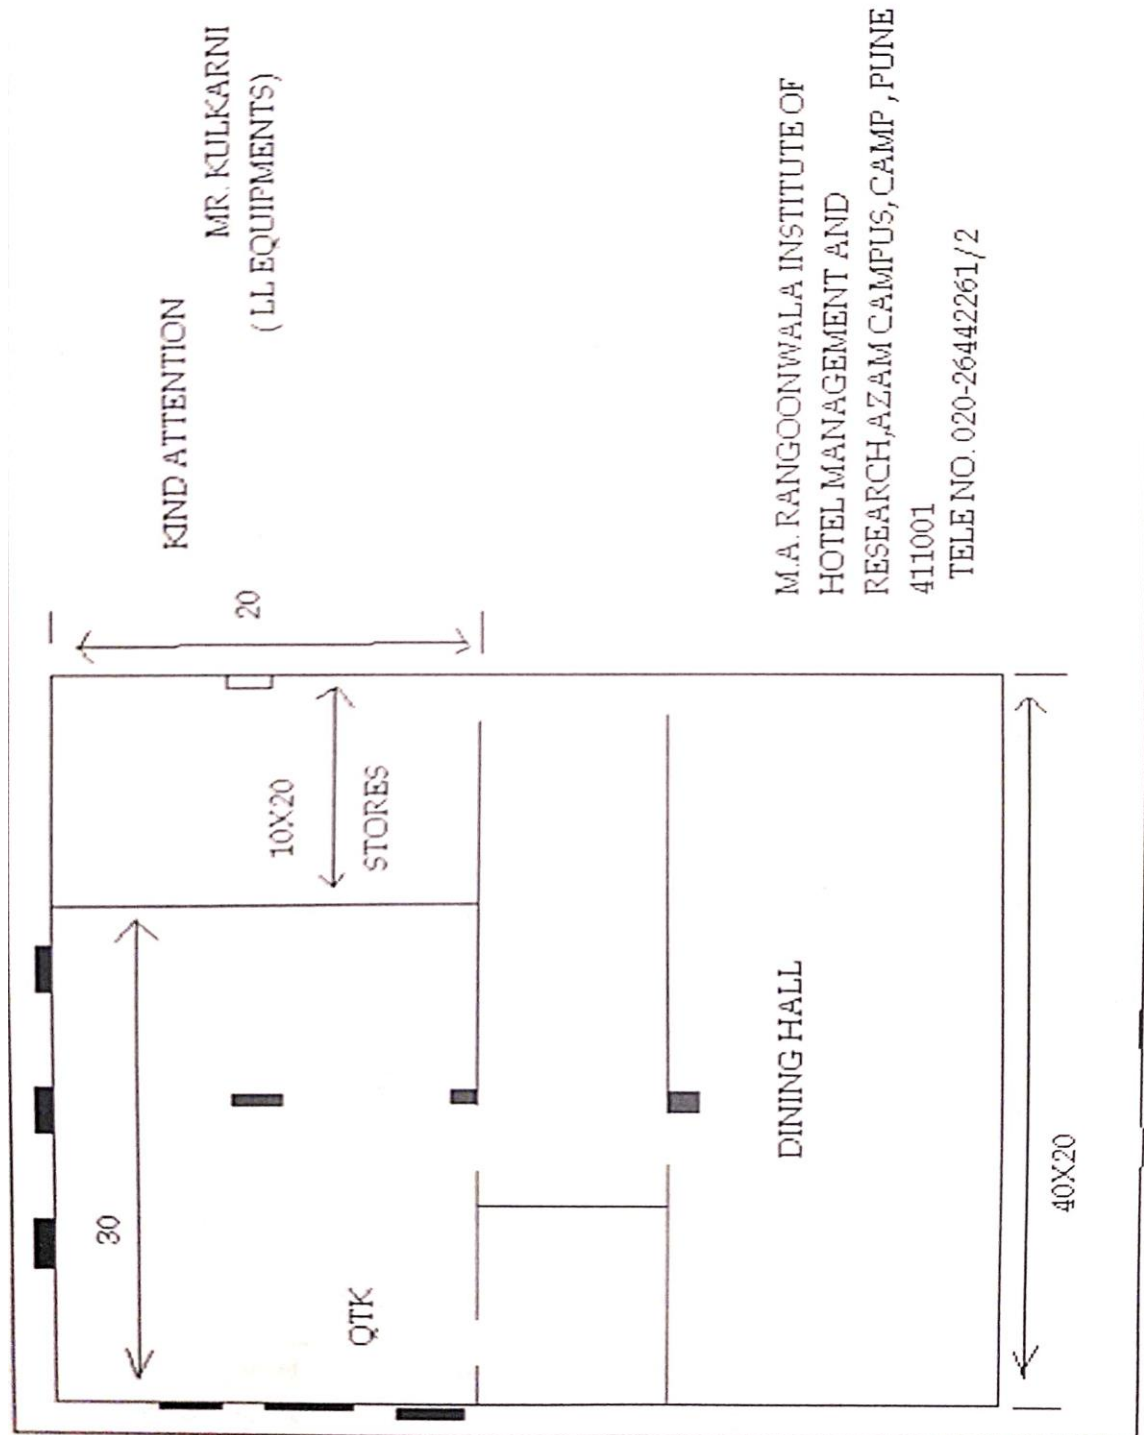 KIND ATTENTION
MR. KULKARNI
( LL EQUIPMENTS)
20
10X20
STORES
30
QTK
DINING HALL
40X20
M.A. RANGOONWALA INSTITUTE OF
HOTEL MANAGEMENT AND
RESEARCH,AZAM CAMPUS, CAMP , PUNE
411001
TELE NO. 020-26442261/2